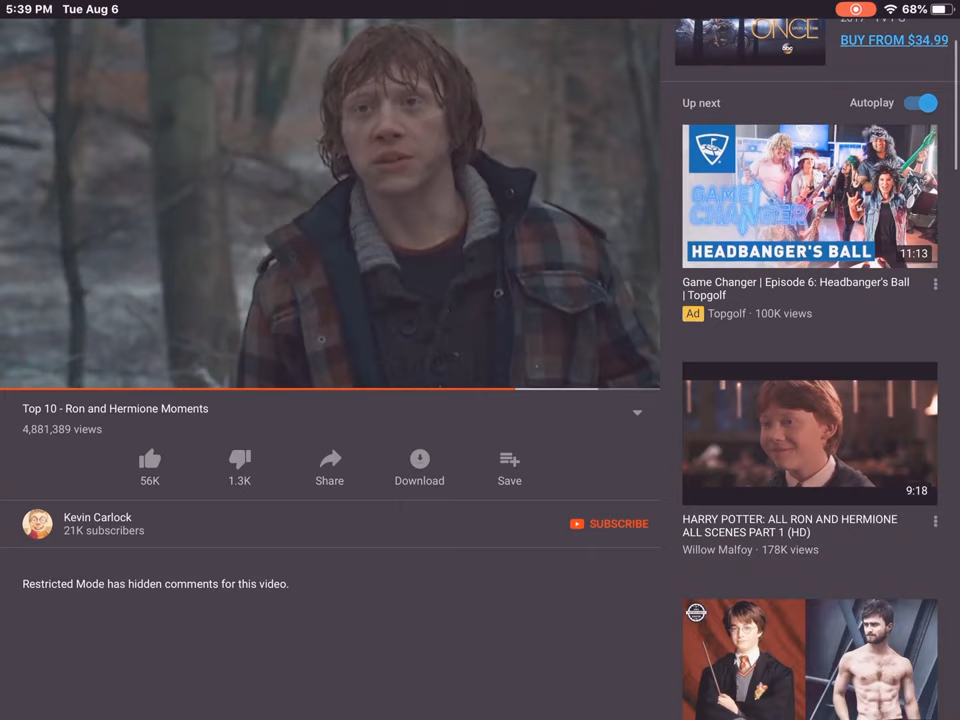 5:39 PM Tue Aug 6
68%
ONCE
abc
BUY FROM $34.99
Up next
Autoplay
GAME
CHANGER
HEADBANGER'S BALL
11:13
Game Changer | Episode 6: Headbanger's Ball
| Topgolf
Ad Topgolf · 100K views
Top 10 - Ron and Hermione Moments
4,881,389 views
56K
1.3K
Share
Download
Save
Kevin Carlock
21K subscribers
SUBSCRIBE
Restricted Mode has hidden comments for this video.
9:18
HARRY POTTER: ALL RON AND HERMIONE
ALL SCENES PART 1 (HD)
Willow Malfoy · 178K views